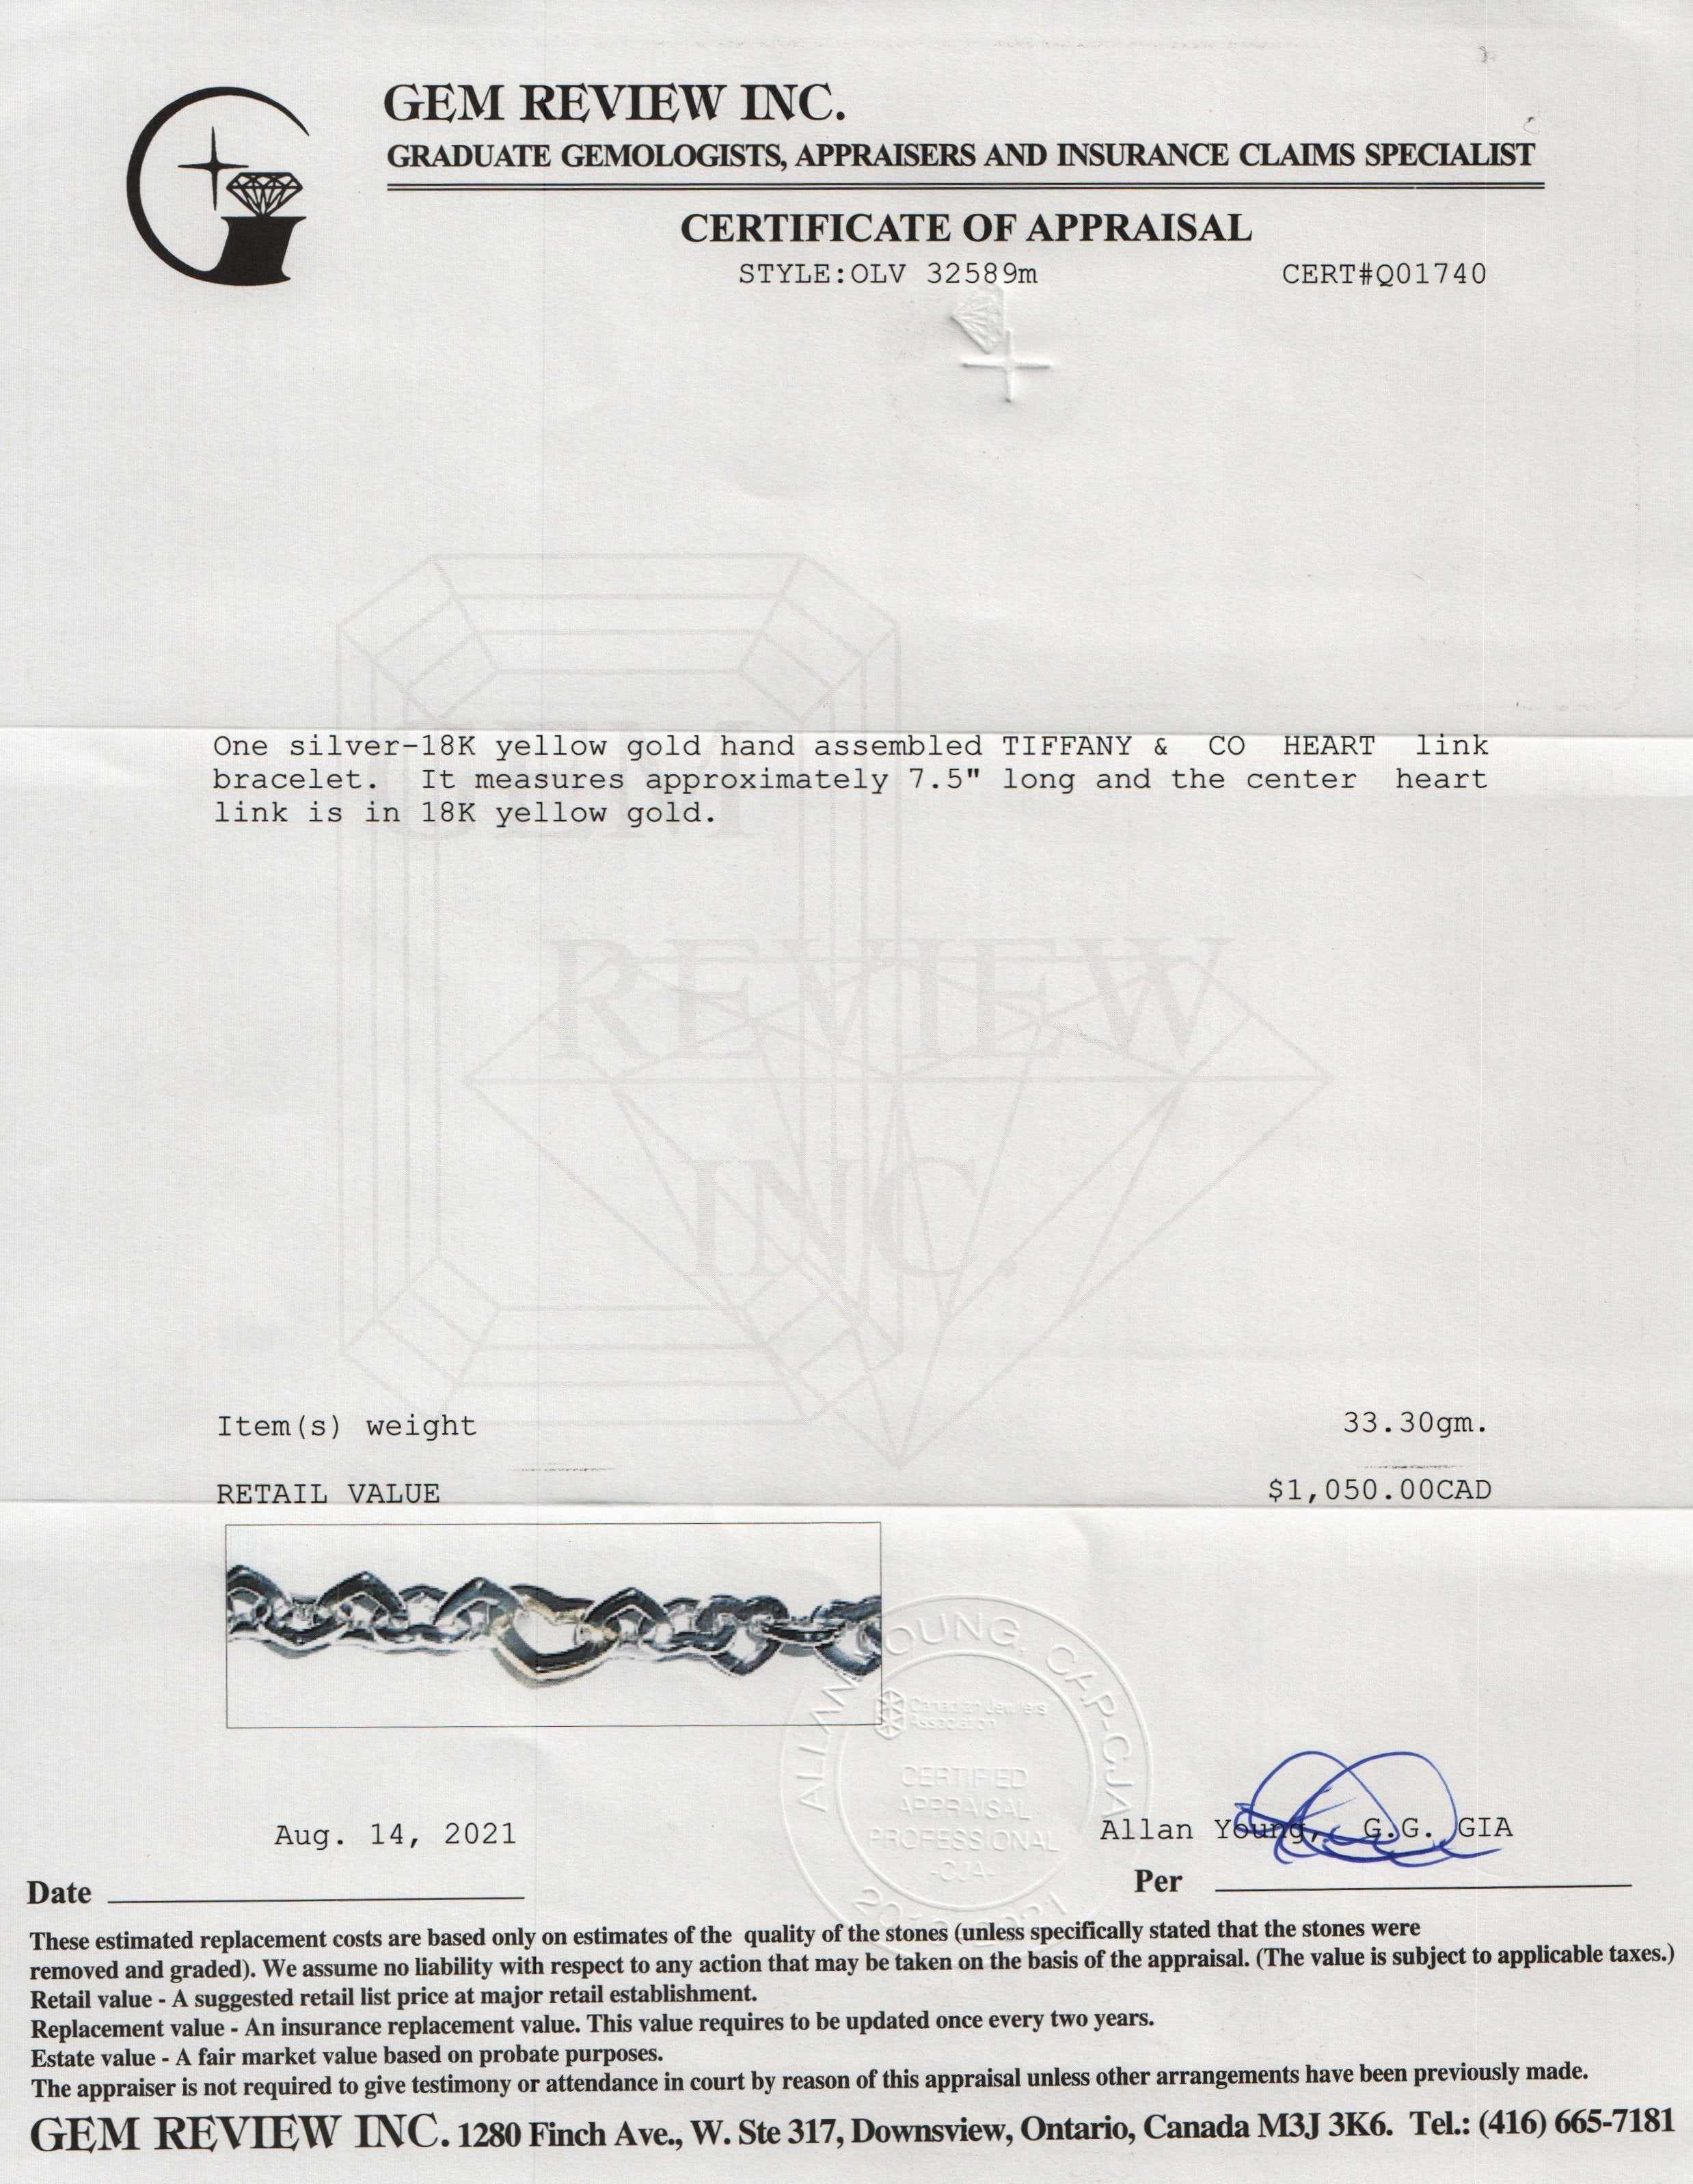 GEM REVIEW INC.
GRADUATE GEMOLOGISTS, APPRAISERS AND INSURANCE CLAIMS SPECIALIST
CERTIFICATE OF APPRAISAL
STYLE:OLV 32589m CERT#Q01740
One silver-18K yellow gold hand assembled TIFFANY & CO HEART link
bracelet. It measures approximately 7.5" long and the center heart
link is in 18K yellow gold.
GEM
REVIEW
INC.
Item(s) weight 33.30gm.
RETAIL VALUE $1,050.00CAD
ALLAN YOUNG, CAP-CJA
Canadian Jewellers
Association
CERTIFIED
APPRAISAL
PROFESSIONAL
-CJA-
Aug. 14, 2021
Allan Young, G.G. GIA
Date
Per
These estimated replacement costs are based only on estimates of the quality of the stones (unless specifically stated that the stones were
removed and graded). We assume no liability with respect to any action that may be taken on the basis of the appraisal. (The value is subject to applicable taxes.)
Retail value - A suggested retail list price at major retail establishment.
Replacement value - An insurance replacement value. This value requires to be updated once every two years.
Estate value - A fair market value based on probate purposes.
The appraiser is not required to give testimony or attendance in court by reason of this appraisal unless other arrangements have been previously made.
GEM REVIEW INC. 1280 Finch Ave., W. Ste 317, Downsview, Ontario, Canada M3J 3K6. Tel.: (416) 665-7181